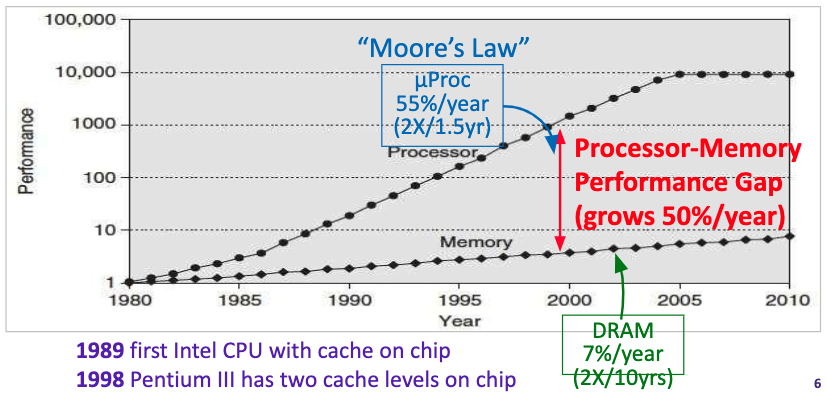 100,000
10,000
1000
100
10
1
Performance
"Moore's Law"
µProc
55%/year
(2X/1.5yr)
Processor
Processor-Memory
Performance Gap
(grows 50%/year)
Memory
1980 1985 1990 1995 2000 2005 2010
Year
DRAM
7%/year
(2X/10yrs)
1989 first Intel CPU with cache on chip
1998 Pentium III has two cache levels on chip
6